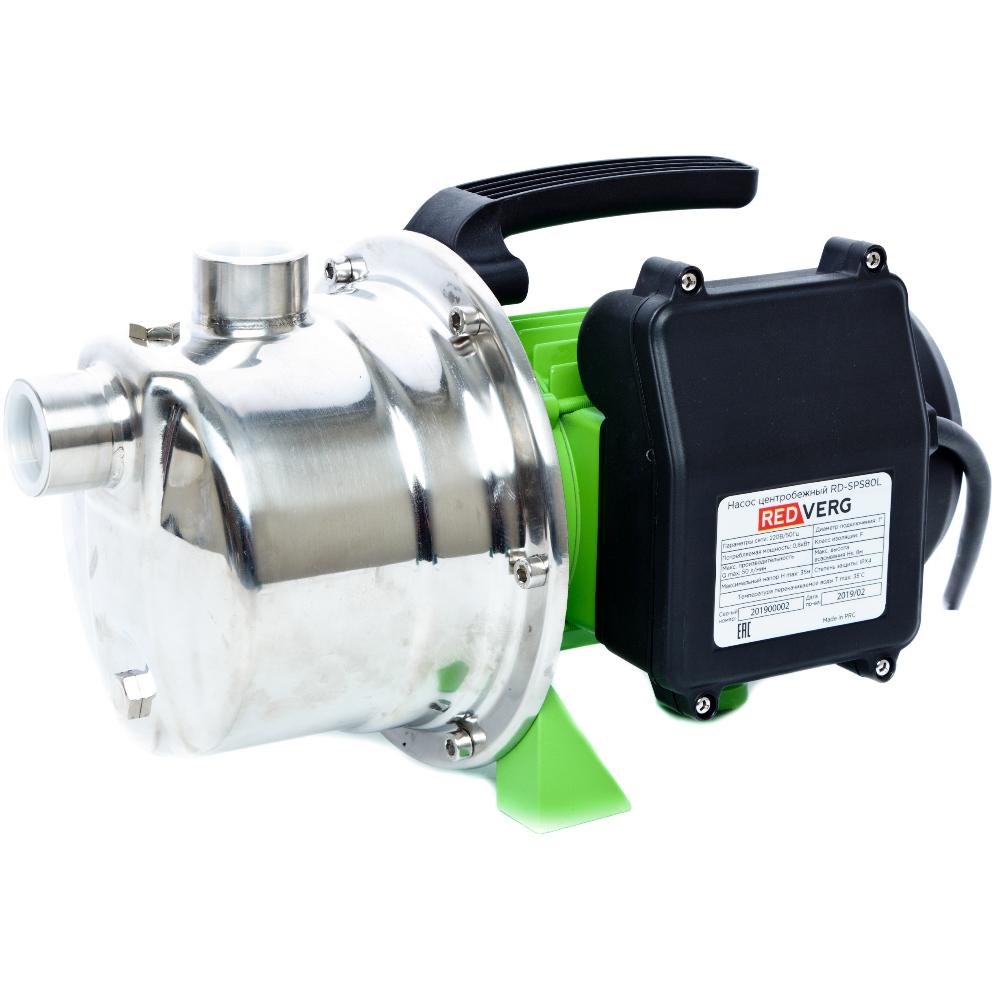 Насос центробежный RD-SPS80L
REDVERG
Параметры сети: 220В/50Гц Диаметр подключения: 1"
Потребляемая мощность: 0,8кВт Класс изоляции: F
Макс. производительность Q max: 50 л/мин Макс. высота всасывания Hs: 8м
Максимальный напор H max: 35м Степень защиты: IPX4
Температура перекачиваемой воды T max: 35°C
Серийный номер: 201900002 Дата пр-ва: 2019/02
EAC Made in PRC